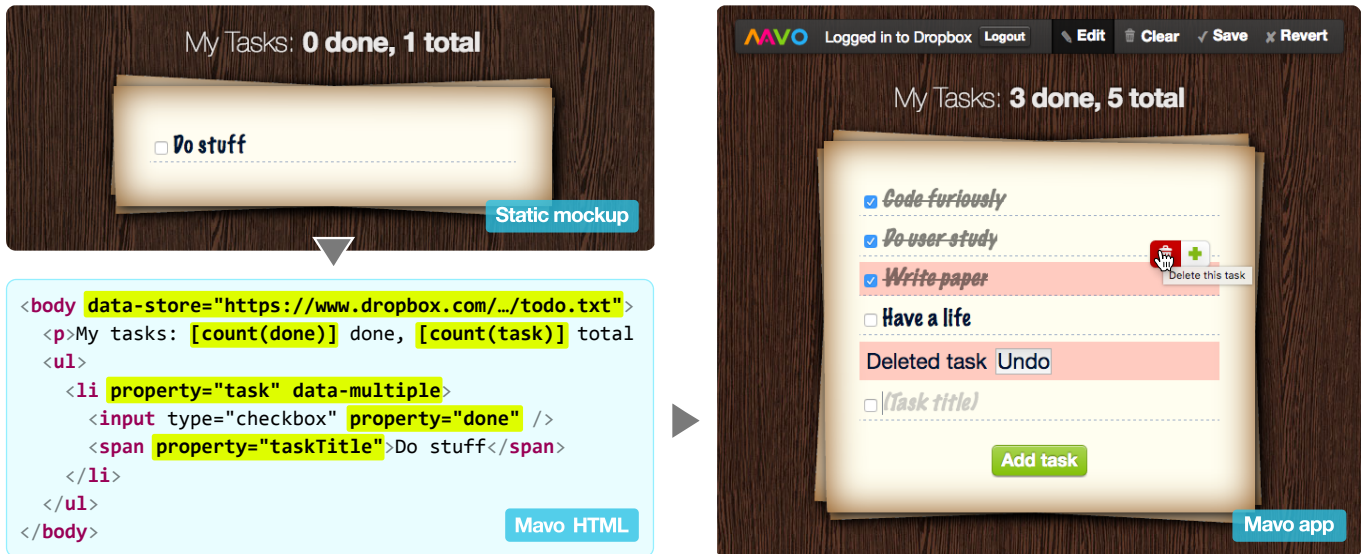 My Tasks: 0 done, 1 total
Do stuff
Static mockup
<body data-store="https://www.dropbox.com/…/todo.txt">
<p>My tasks: [count(done)] done, [count(task)] total
<ul>
<li property="task" data-multiple>
<input type="checkbox" property="done" />
<span property="taskTitle">Do stuff</span>
</li>
</ul>
</body>
Mavo HTML
MAVO Logged in to Dropbox Logout Edit Clear Save Revert
My Tasks: 3 done, 5 total
Code furiously
Do user study
Write paper
Delete this task
Have a life
Deleted task Undo
(Task title)
Add task
Mavo app